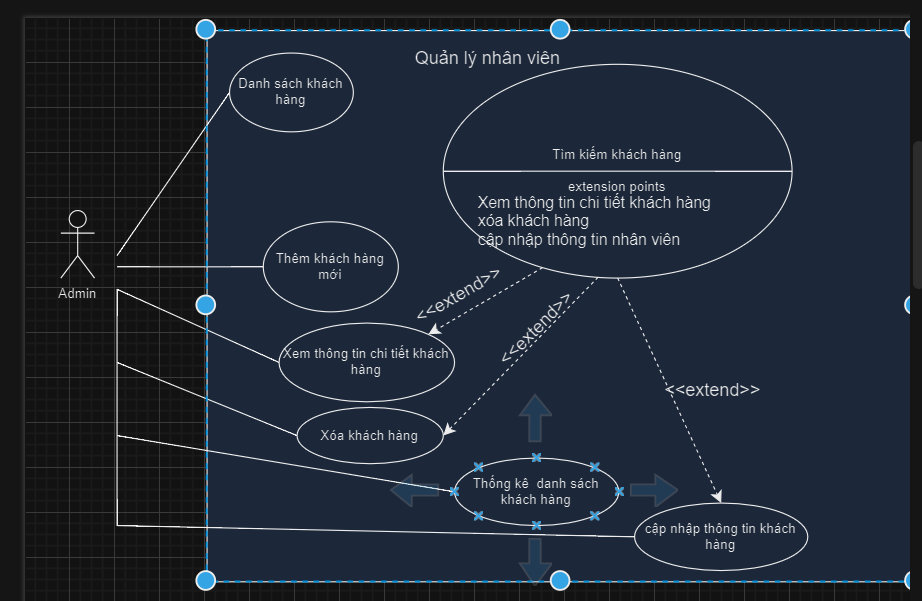 Quản lý nhân viên
Danh sách khách
hàng
Tìm kiếm khách hàng
extension points
Xem thông tin chi tiết khách hàng
xóa khách hàng
cập nhập thông tin nhân viên
Thêm khách hàng
mới
Admin
<<extend>>
<<extend>>
<<extend>>
Xem thông tin chi tiết khách
hàng
Xóa khách hàng
Thống kê danh sách
khách hàng
cập nhập thông tin khách
hàng